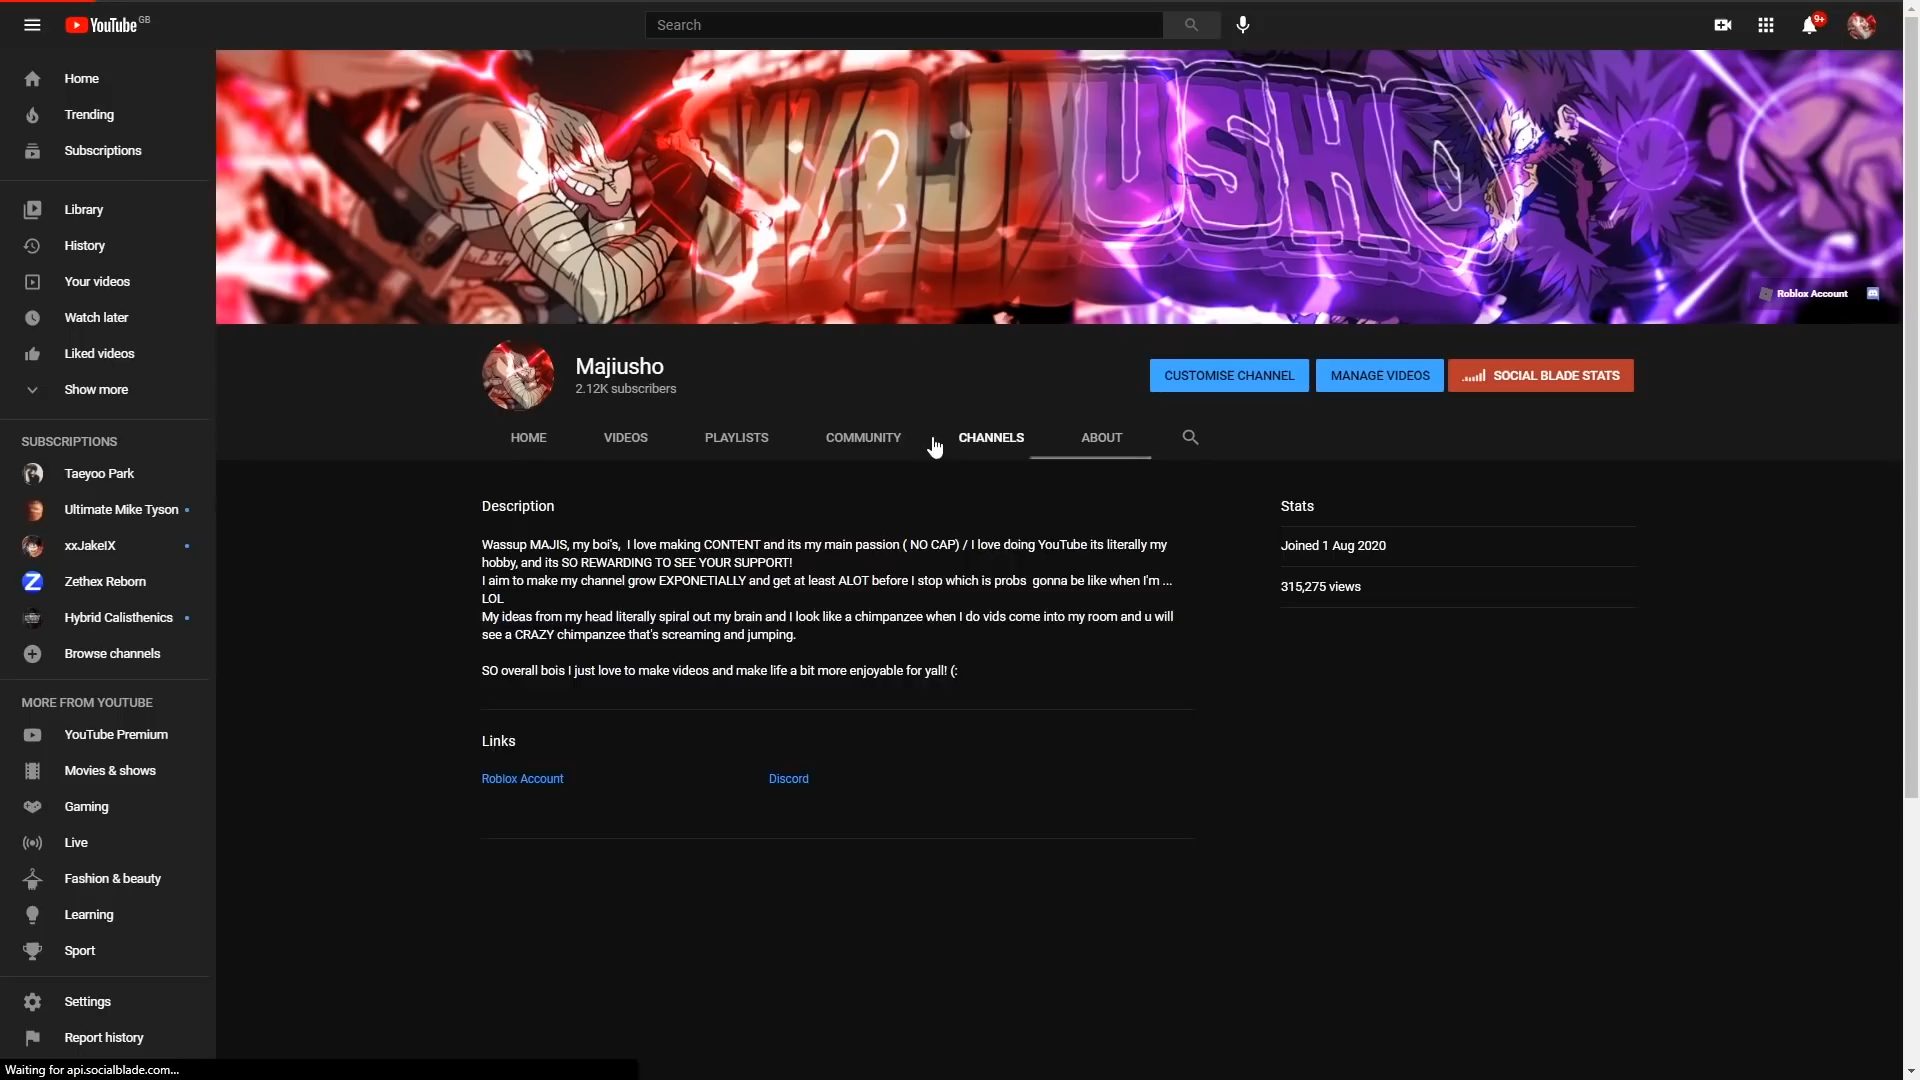 YouTube GB
Search
9+
Home
Trending
Subscriptions
Library
History
Your videos
Watch later
Liked videos
Show more
SUBSCRIPTIONS
Taeyoo Park
Ultimate Mike Tyson
xxJakeIX
Zethex Reborn
Hybrid Calisthenics
Browse channels
MORE FROM YOUTUBE
YouTube Premium
Movies & shows
Gaming
Live
Fashion & beauty
Learning
Sport
Settings
Report history
MAJIUSHO
Roblox Account
Majiusho
2.12K subscribers
CUSTOMISE CHANNEL
MANAGE VIDEOS
SOCIAL BLADE STATS
HOME
VIDEOS
PLAYLISTS
COMMUNITY
CHANNELS
ABOUT
Description
Wassup MAJIS, my boi's,  I love making CONTENT and its my main passion ( NO CAP) / I love doing YouTube its literally my
hobby, and its SO REWARDING TO SEE YOUR SUPPORT!
I aim to make my channel grow EXPONETIALLY and get at least ALOT before I stop which is probs  gonna be like when I'm ...
LOL
My ideas from my head literally spiral out my brain and I look like a chimpanzee when I do vids come into my room and u will
see a CRAZY chimpanzee that's screaming and jumping.
SO overall bois I just love to make videos and make life a bit more enjoyable for yall! (:
Links
Roblox Account
Discord
Stats
Joined 1 Aug 2020
315,275 views
Waiting for api.socialblade.com...